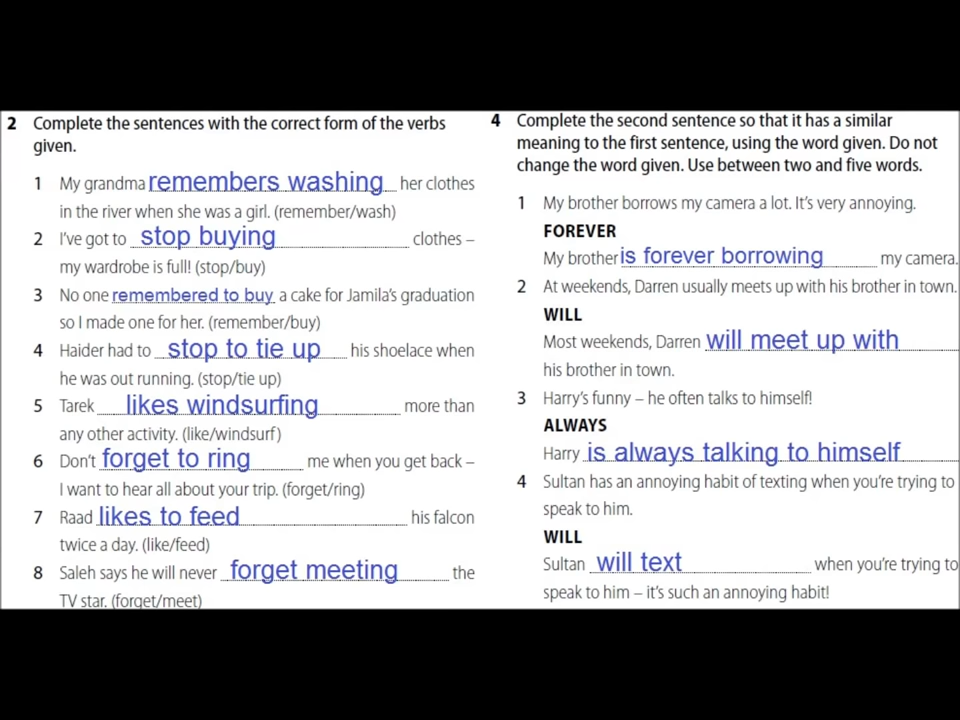 2 Complete the sentences with the correct form of the verbs
given.
1 My grandma remembers washing her clothes
in the river when she was a girl. (remember/wash)
2 I've got to stop buying clothes –
my wardrobe is full! (stop/buy)
3 No one remembered to buy a cake for Jamila's graduation
so I made one for her. (remember/buy)
4 Haider had to stop to tie up his shoelace when
he was out running. (stop/tie up)
5 Tarek likes windsurfing more than
any other activity. (like/windsurf)
6 Don't forget to ring me when you get back –
I want to hear all about your trip. (forget/ring)
7 Raad likes to feed his falcon
twice a day. (like/feed)
8 Saleh says he will never forget meeting the
TV star. (forget/meet)
4 Complete the second sentence so that it has a similar
meaning to the first sentence, using the word given. Do not
change the word given. Use between two and five words.
1 My brother borrows my camera a lot. It's very annoying.
FOREVER
My brother is forever borrowing my camera.
2 At weekends, Darren usually meets up with his brother in town.
WILL
Most weekends, Darren will meet up with
his brother in town.
3 Harry's funny – he often talks to himself!
ALWAYS
Harry is always talking to himself
4 Sultan has an annoying habit of texting when you're trying to
speak to him.
WILL
Sultan will text when you're trying to
speak to him – it's such an annoying habit!